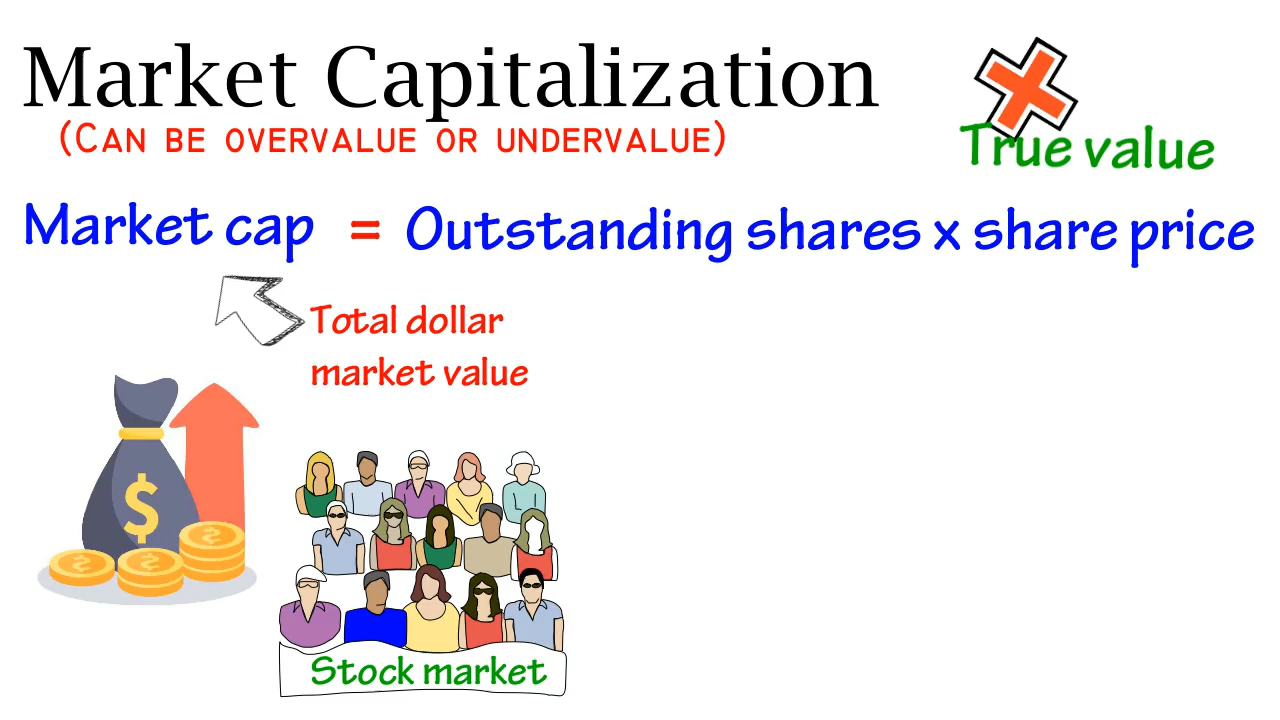 Market Capitalization
(CAN BE OVERVALUE OR UNDERVALUE)
True value
Market cap = Outstanding shares x share price
Total dollar
market value
$
Stock market